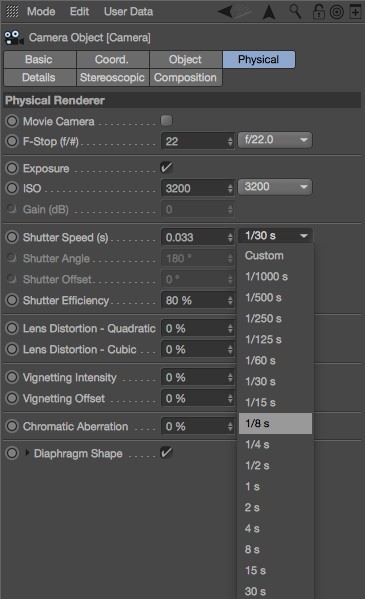 Mode Edit User Data
Camera Object [Camera]
Basic Coord. Object Physical
Details Stereoscopic Composition
Physical Renderer
Movie Camera
F-Stop (f/#) 22 f/22.0
Exposure
ISO 3200 3200
Gain (dB) 0
Shutter Speed (s) 0.033 1/30 s
Shutter Angle 180 °
Shutter Offset 0 °
Shutter Efficiency 80 %
Lens Distortion - Quadratic 0 %
Lens Distortion - Cubic 0 %
Vignetting Intensity 0 %
Vignetting Offset 0 %
Chromatic Aberration 0 %
Diaphragm Shape
Custom
1/1000 s
1/500 s
1/250 s
1/125 s
1/60 s
1/30 s
1/15 s
1/8 s
1/4 s
1/2 s
1 s
2 s
4 s
8 s
15 s
30 s